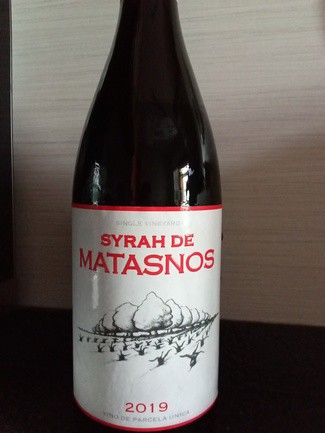 SINGLE VINEYARD
SYRAH DE
MATASNOS
2019
VINO DE PARCELA ÚNICA